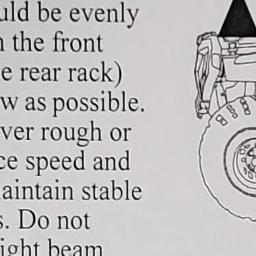 uld be evenly
the front
e rear rack)
w as possible.
ver rough or
ce speed and
aintain stable
s. Do not
ight beam